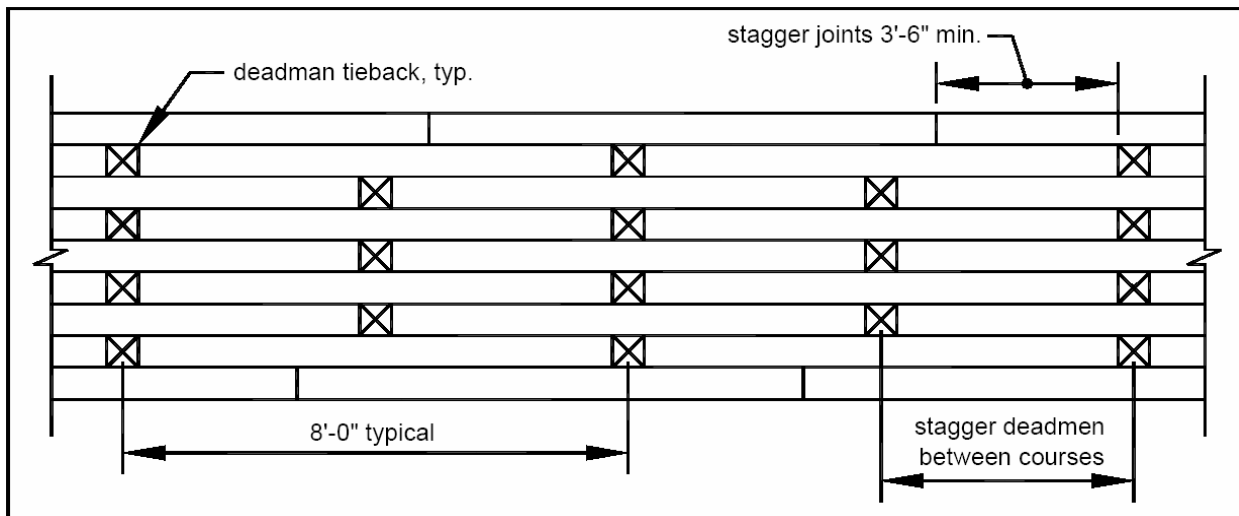 stagger joints 3'-6" min.
deadman tieback, typ.
8'-0" typical
stagger deadmen
between courses